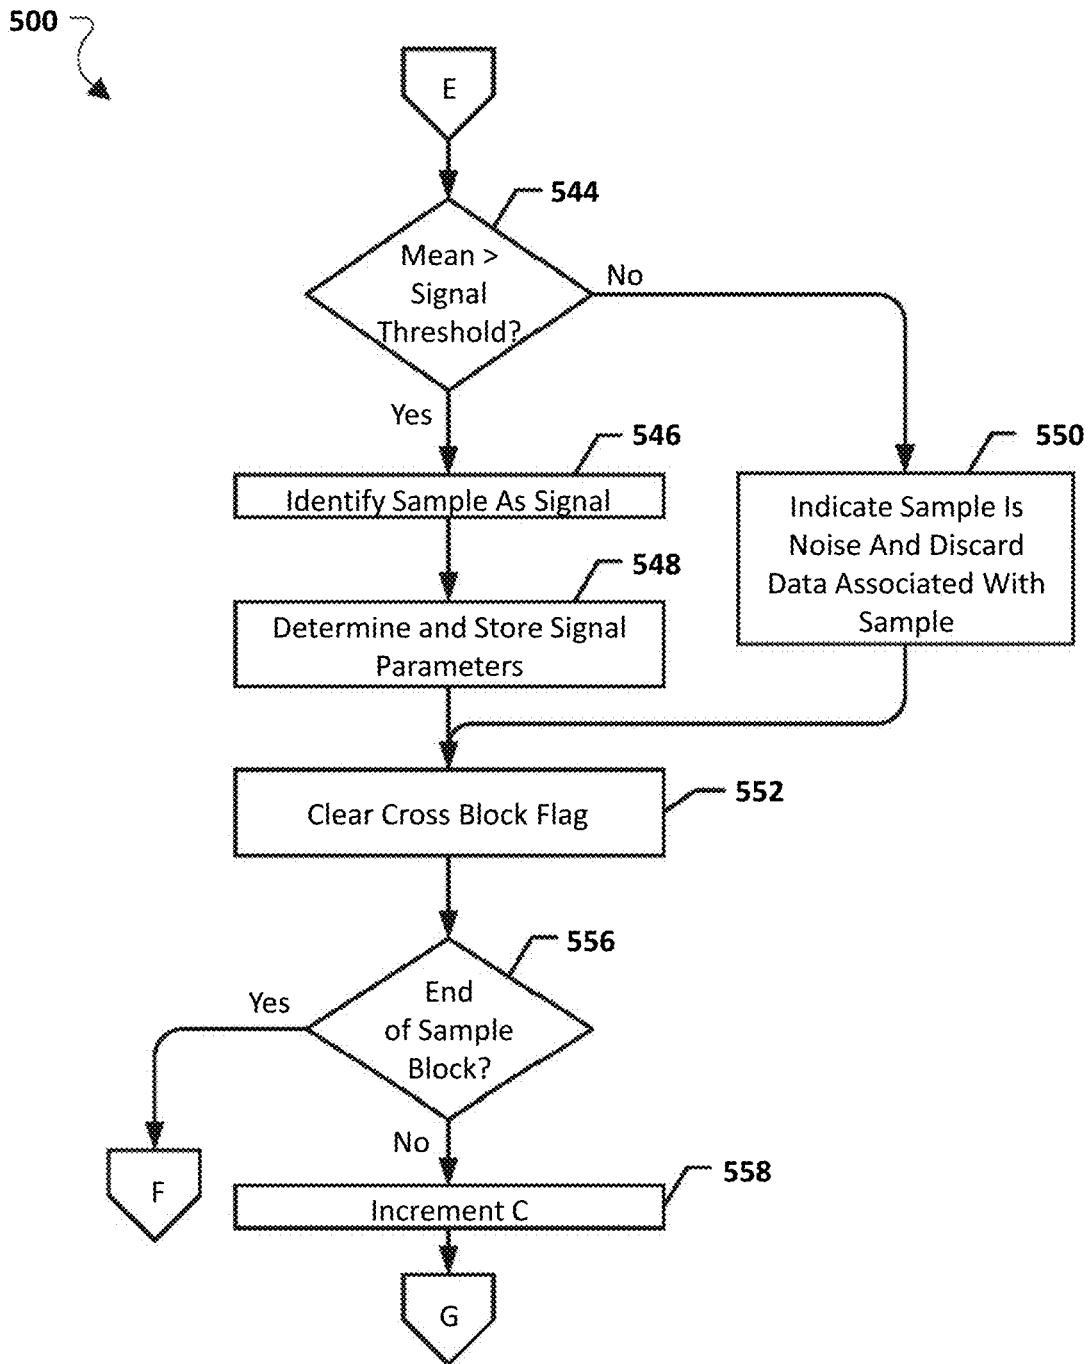 500
E
544
Mean >
Signal
Threshold?
No
Yes
546
Identify Sample As Signal
550
Indicate Sample Is
Noise And Discard
Data Associated With
Sample
548
Determine and Store Signal
Parameters
552
Clear Cross Block Flag
556
End
of Sample
Block?
Yes
No
F
558
Increment C
G